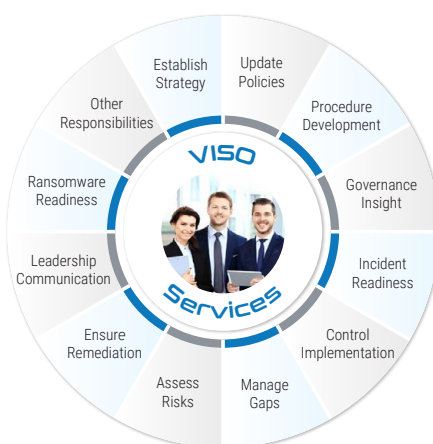 Establish
Strategy
Update
Policies
Procedure
Development
Governance
Insight
Incident
Readiness
Control
Implementation
Manage
Gaps
Assess
Risks
Ensure
Remediation
Leadership
Communication
Ransomware
Readiness
Other
Responsibilities
VISO
Services